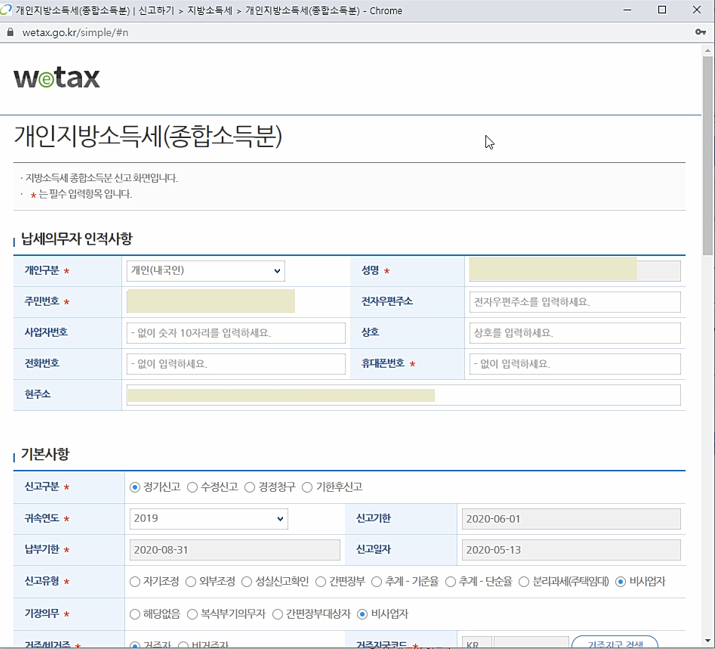 개인지방소득세(종합소득분) | 신고하기 > 지방소득세 > 개인지방소득세(종합소득분) - Chrome
wetax.go.kr/simple/#n
wetax
개인지방소득세(종합소득분)
· 지방소득세 종합소득분 신고 화면입니다.
· * 는 필수 입력항목 입니다.
납세의무자 인적사항
개인구분 * 개인(내국인) 성명 *
주민번호 * 전자우편주소 전자우편주소를 입력하세요.
사업자번호 - 없이 숫자 10자리를 입력하세요. 상호 상호를 입력하세요.
전화번호 - 없이 입력하세요. 휴대폰번호 * - 없이 입력하세요.
현주소
기본사항
신고구분 * 정기신고 수정신고 경정청구 기한후신고
귀속연도 * 2019 신고기한 2020-06-01
납부기한 * 2020-08-31 신고일자 2020-05-13
신고유형 * 자기조정 외부조정 성실신고확인 간편장부 추계 - 기준율 추계 - 단순율 분리과세(주택임대) 비사업자
기장의무 * 해당없음 복식부기의무자 간편장부대상자 비사업자
거주/비거주 * 거주자 비거주자 거주지국코드 * KR 거주지국 검색